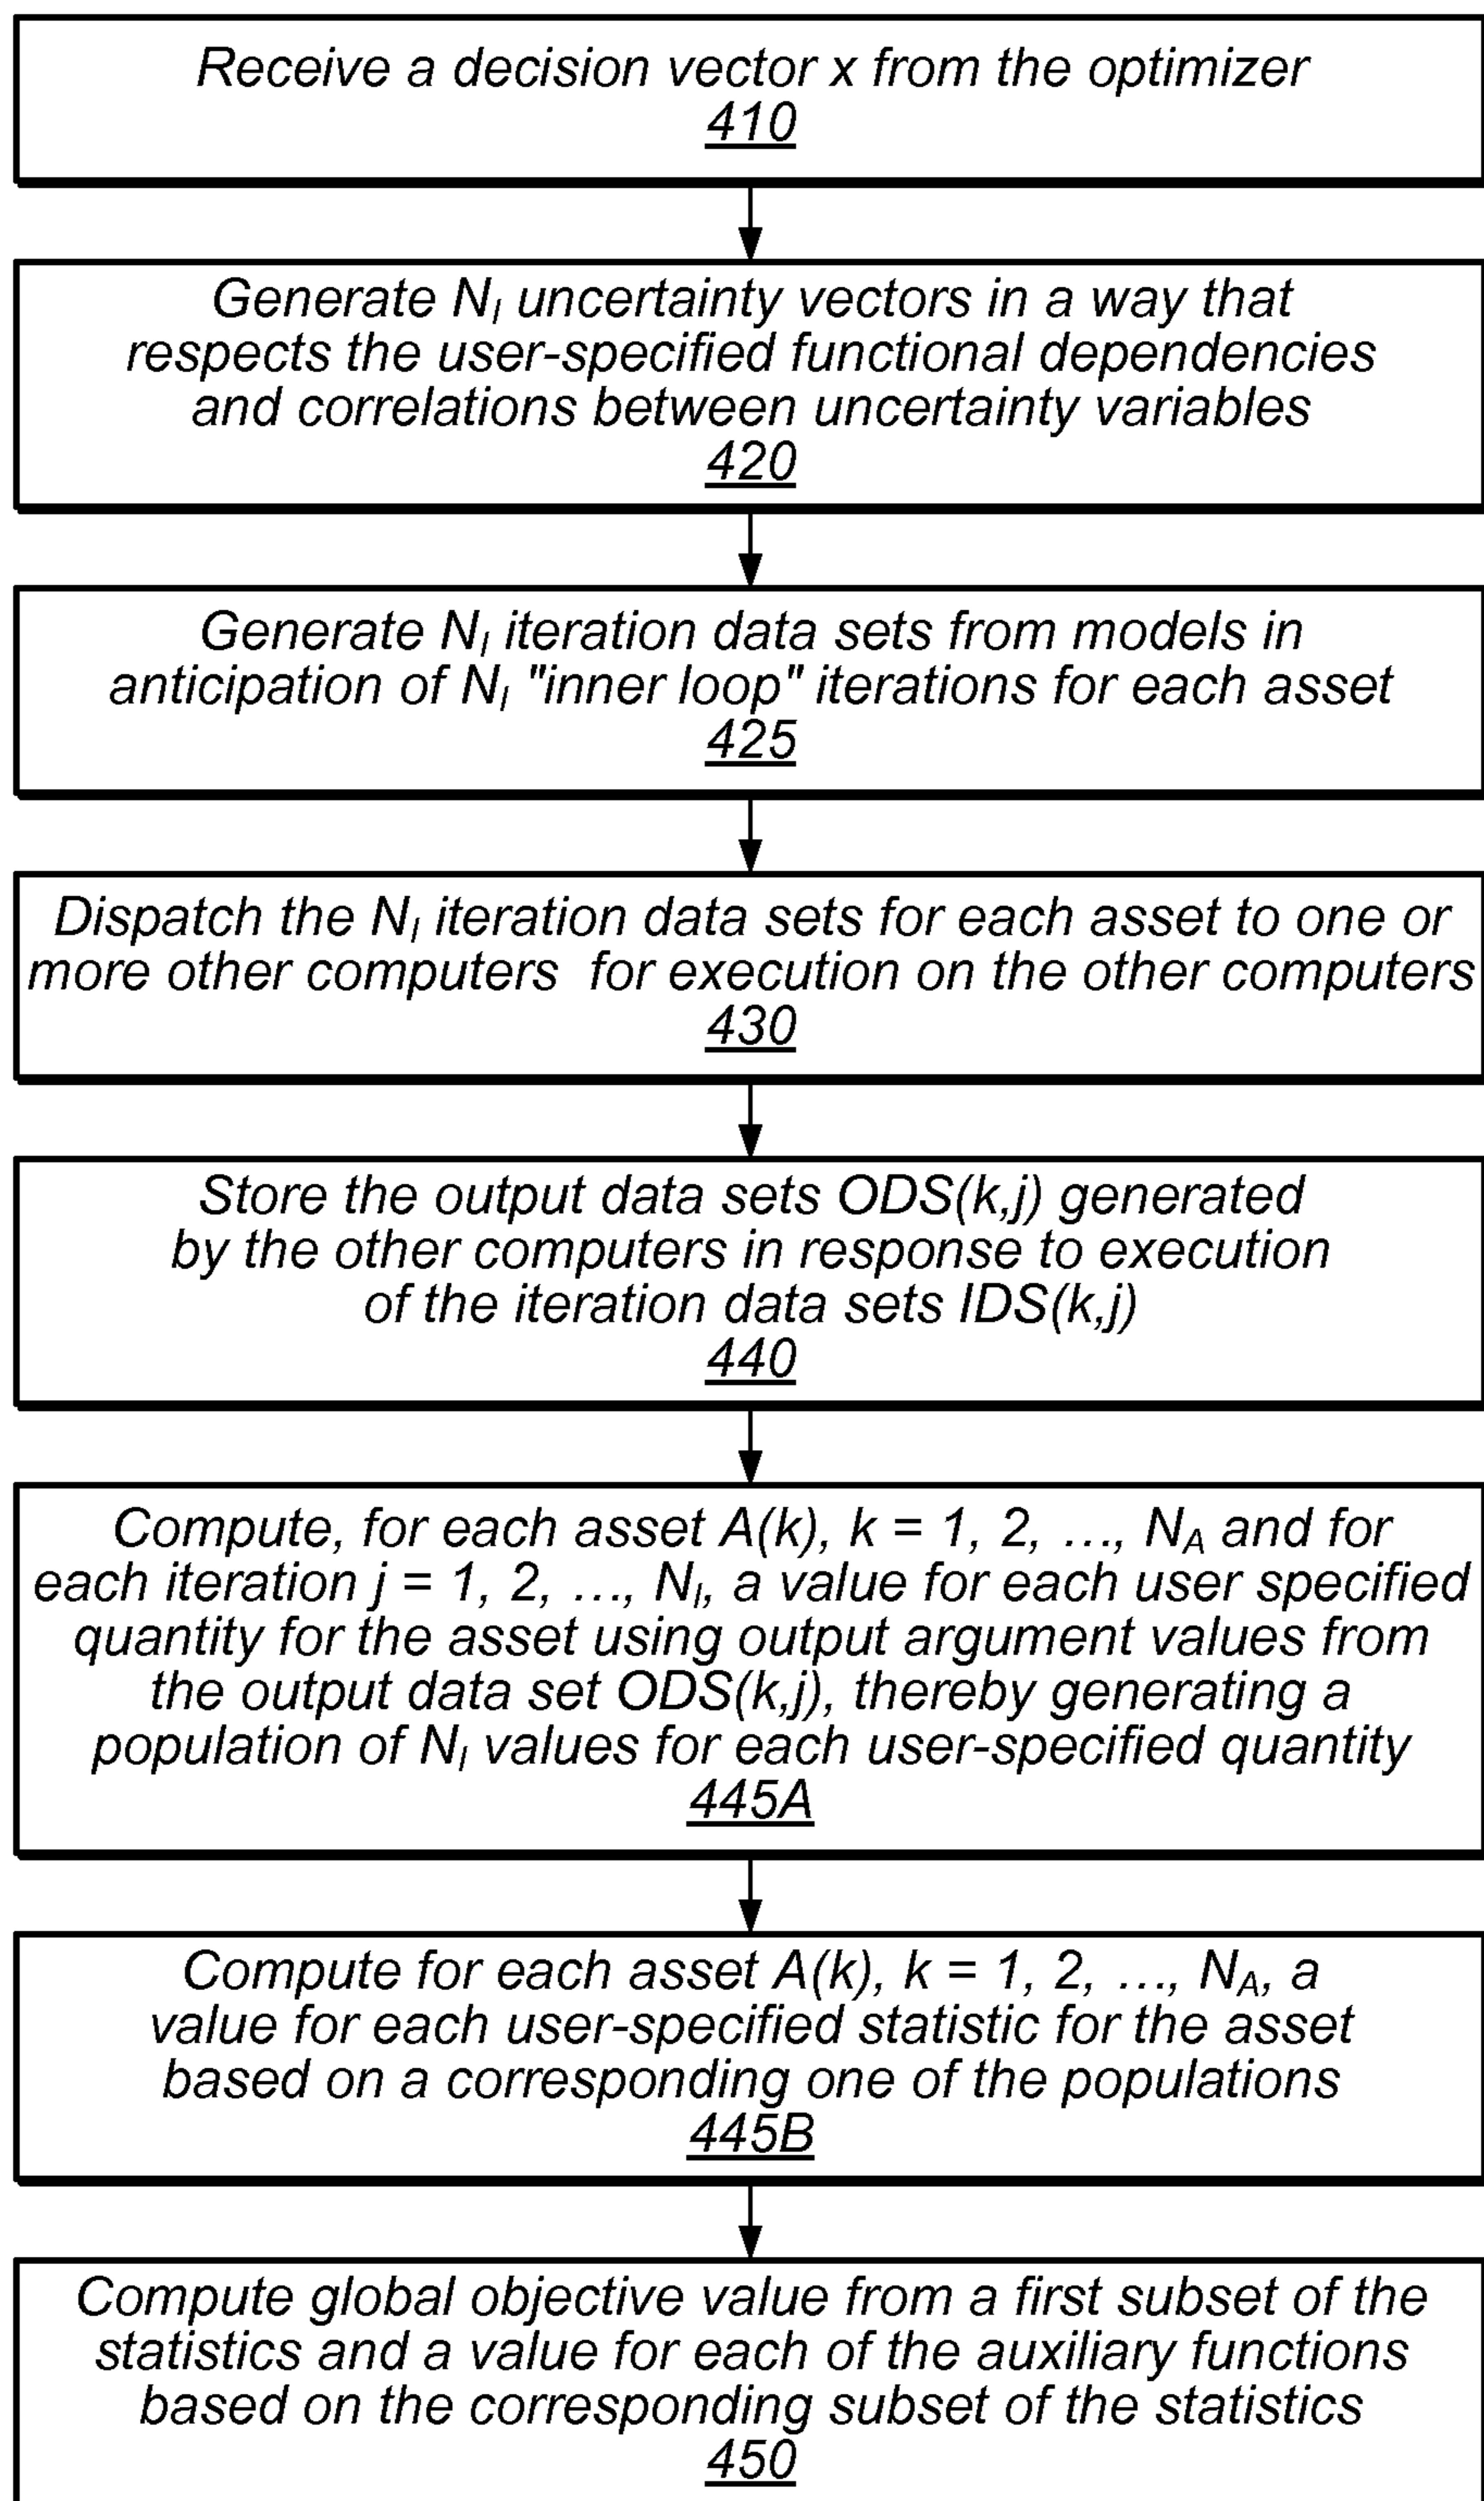 Receive a decision vector x from the optimizer
410
Generate N_I uncertainty vectors in a way that
respects the user-specified functional dependencies
and correlations between uncertainty variables
420
Generate N_I iteration data sets from models in
anticipation of N_I "inner loop" iterations for each asset
425
Dispatch the N_I iteration data sets for each asset to one or
more other computers for execution on the other computers
430
Store the output data sets ODS(k,j) generated
by the other computers in response to execution
of the iteration data sets IDS(k,j)
440
Compute, for each asset A(k), k = 1, 2, ..., N_A and for
each iteration j = 1, 2, ..., N_I, a value for each user specified
quantity for the asset using output argument values from
the output data set ODS(k,j), thereby generating a
population of N_I values for each user-specified quantity
445A
Compute for each asset A(k), k = 1, 2, ..., N_A, a
value for each user-specified statistic for the asset
based on a corresponding one of the populations
445B
Compute global objective value from a first subset of the
statistics and a value for each of the auxiliary functions
based on the corresponding subset of the statistics
450